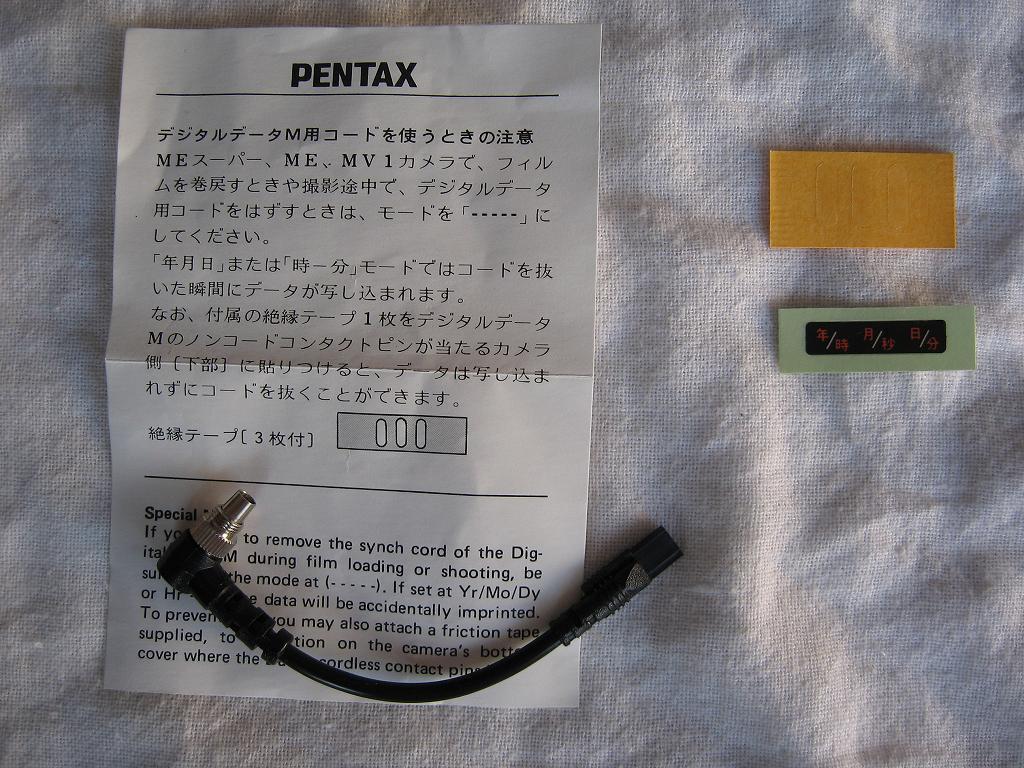 PENTAX
デジタルデータM用コードを使うときの注意
MEスーパー、ME、MV1カメラで、フィル
ムを巻戻すときや撮影途中で、デジタルデータ
用コードをはずすときは、モードを「-----」に
してください。
「年月日」または「時－分」モードではコードを抜
いた瞬間にデータが写し込まれます。
なお、付属の絶縁テープ1枚をデジタルデータ
Mのノンコードコンタクトピンが当たるカメラ
側〔下部〕に貼りつけると、データは写し込ま
れずにコードを抜くことができます。
絶縁テープ〔3枚付〕
000
Special
If to remove the synch cord of the Dig-
M during film loading or shooting, be
the mode at (-----). If set at Yr/Mo/Dy
or data will be accidentally imprinted.
To you may also attach a friction tape
supplied, on the camera's
cover where the cordless contact
年/時 月/秒 日/分